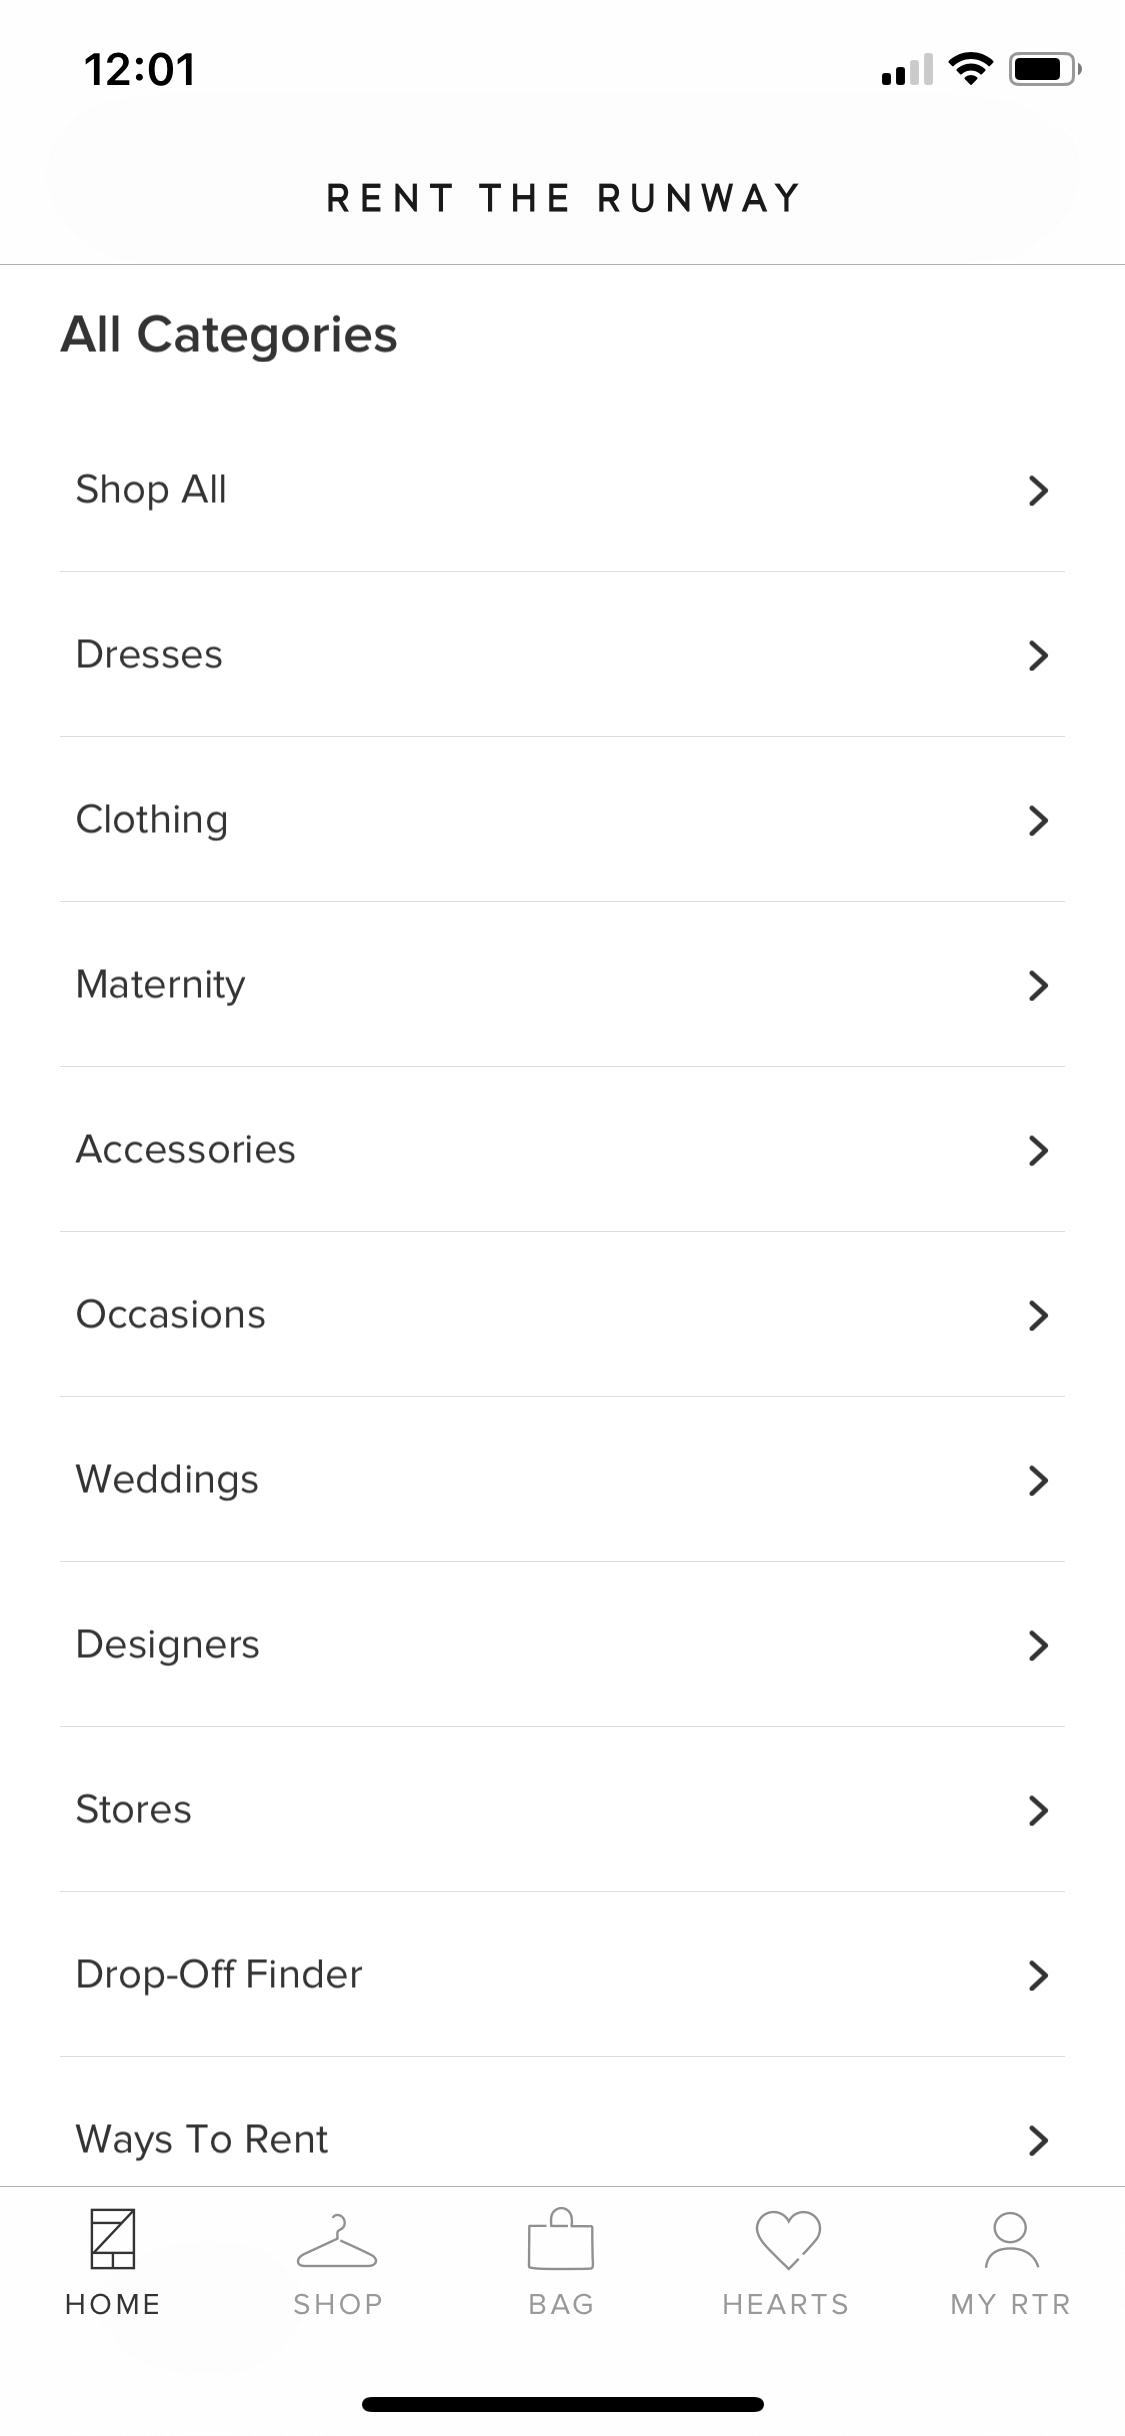 12:01
RENT THE RUNWAY
All Categories
Shop All
Dresses
Clothing
Maternity
Accessories
Occasions
Weddings
Designers
Stores
Drop-Off Finder
Ways To Rent
HOME SHOP BAG HEARTS MY RTR